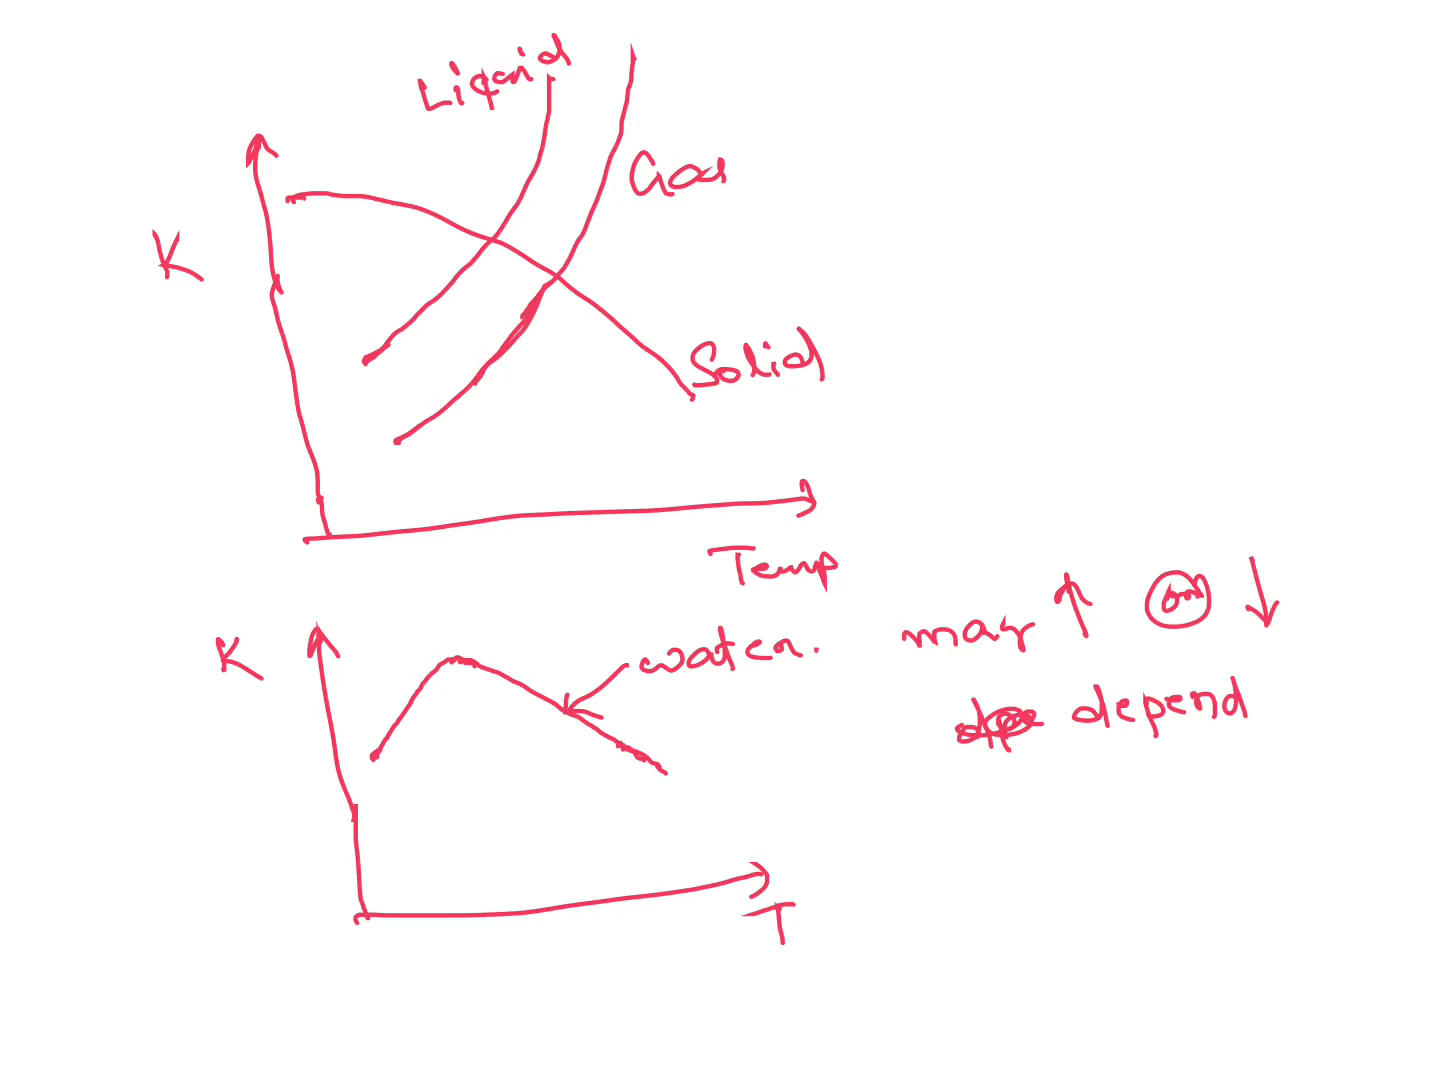 Liquid
Gas
K
Solid
Temp
K
water.
may ↑ or ↓
depend
T